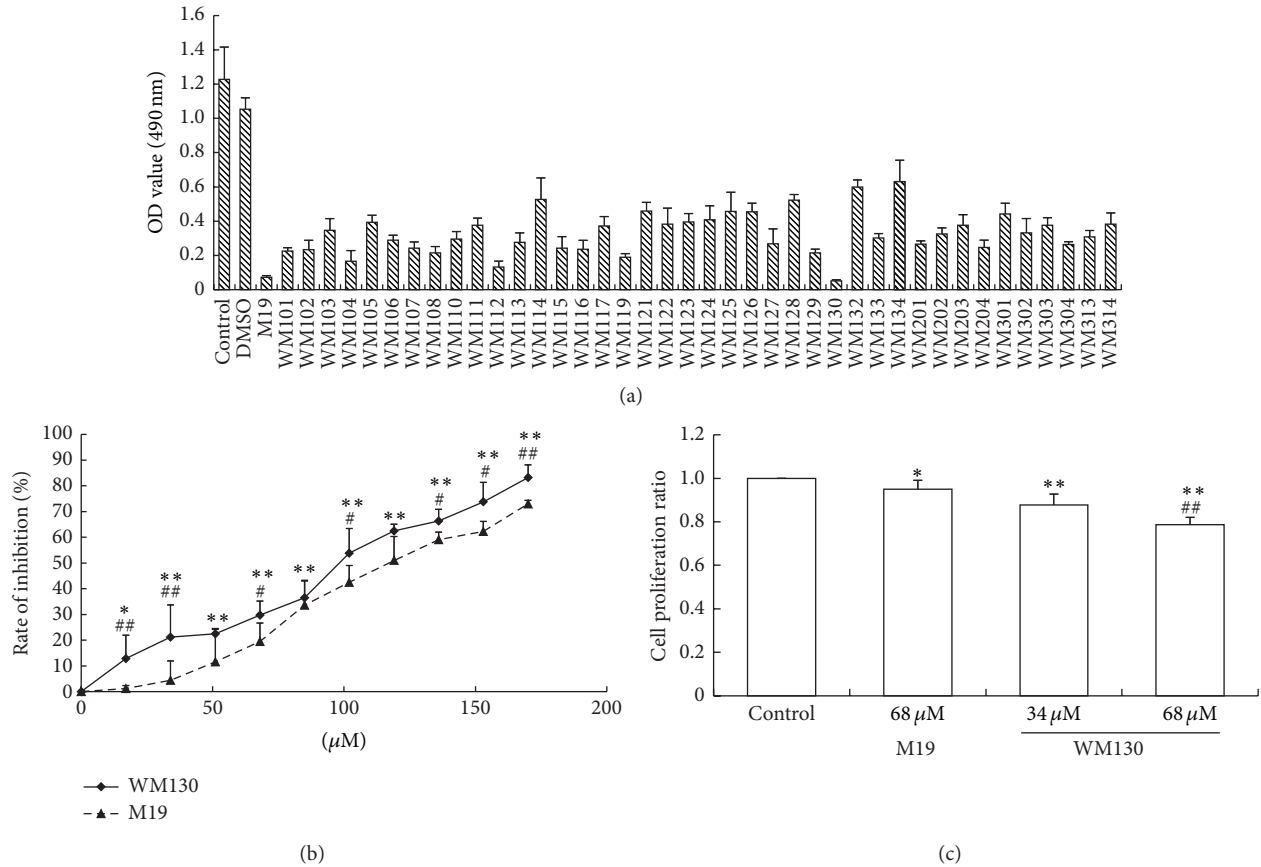 OD value (490 nm)
1.6
1.4
1.2
1.0
0.8
0.6
0.4
0.2
0
Control
DMSO
M19
WM101
WM102
WM103
WM104
WM105
WM106
WM107
WM108
WM110
WM111
WM112
WM113
WM114
WM115
WM116
WM117
WM119
WM121
WM122
WM123
WM124
WM125
WM126
WM127
WM128
WM129
WM130
WM132
WM133
WM134
WM201
WM202
WM203
WM204
WM301
WM302
WM303
WM304
WM313
WM314
(a)
Rate of inhibition (%)
100
90
80
70
60
50
40
30
20
10
0
*
##
**
##
**
**
#
**
**
#
**
**
#
**
#
**
##
0 50 100 150 200
(μM)
WM130
M19
(b)
Cell proliferation ratio
1.2
1.0
0.8
0.6
0.4
0.2
0
*
**
**
##
Control 68 μM 34 μM 68 μM
M19 WM130
(c)